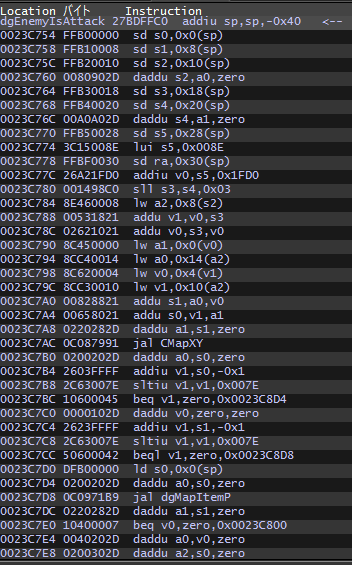 Location バイト Instruction
dgEnemyIsAttack 27BDFFC0 addiu sp,sp,-0x40 <--
0023C754 FFB00000 sd s0,0x0(sp)
0023C758 FFB10008 sd s1,0x8(sp)
0023C75C FFB20010 sd s2,0x10(sp)
0023C760 0080902D daddu s2,a0,zero
0023C764 FFB30018 sd s3,0x18(sp)
0023C768 FFB40020 sd s4,0x20(sp)
0023C76C 00A0A02D daddu s4,a1,zero
0023C770 FFB50028 sd s5,0x28(sp)
0023C774 3C15008E lui s5,0x008E
0023C778 FFBF0030 sd ra,0x30(sp)
0023C77C 26A21FD0 addiu v0,s5,0x1FD0
0023C780 001498C0 sll s3,s4,0x03
0023C784 8E460008 lw a2,0x8(s2)
0023C788 00531821 addu v1,v0,s3
0023C78C 02621021 addu v0,s3,v0
0023C790 8C450000 lw a1,0x0(v0)
0023C794 8CC40014 lw a0,0x14(a2)
0023C798 8C620004 lw v0,0x4(v1)
0023C79C 8CC30010 lw v1,0x10(a2)
0023C7A0 00828821 addu s1,a0,v0
0023C7A4 00658021 addu s0,v1,a1
0023C7A8 0220282D daddu a1,s1,zero
0023C7AC 0C087991 jal CMapXY
0023C7B0 0200202D daddu a0,s0,zero
0023C7B4 2603FFFF addiu v1,s0,-0x1
0023C7B8 2C63007E sltiu v1,v1,0x007E
0023C7BC 10600045 beq v1,zero,0x0023C8D4
0023C7C0 0000102D daddu v0,zero,zero
0023C7C4 2623FFFF addiu v1,s1,-0x1
0023C7C8 2C63007E sltiu v1,v1,0x007E
0023C7CC 50600042 beql v1,zero,0x0023C8D8
0023C7D0 DFB00000 ld s0,0x0(sp)
0023C7D4 0200202D daddu a0,s0,zero
0023C7D8 0C0971B9 jal dgMapItemP
0023C7DC 0220282D daddu a1,s1,zero
0023C7E0 10400007 beq v0,zero,0x0023C800
0023C7E4 0040202D daddu a0,v0,zero
0023C7E8 0200302D daddu a2,s0,zero